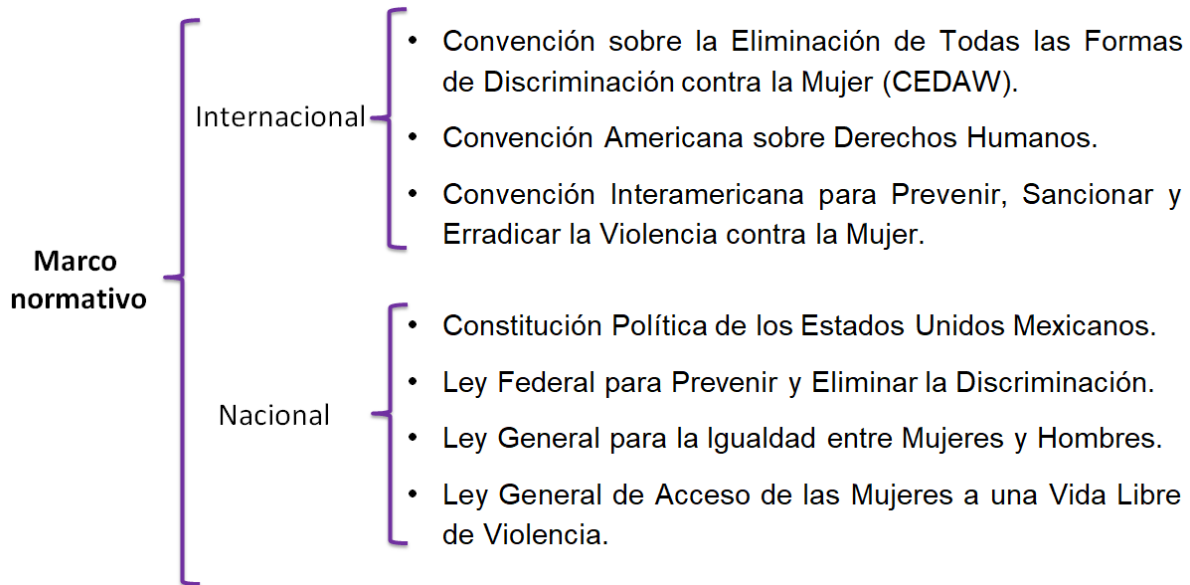 Marco
normativo
Internacional
• Convención sobre la Eliminación de Todas las Formas
de Discriminación contra la Mujer (CEDAW).
• Convención Americana sobre Derechos Humanos.
• Convención Interamericana para Prevenir, Sancionar y
Erradicar la Violencia contra la Mujer.
Nacional
• Constitución Política de los Estados Unidos Mexicanos.
• Ley Federal para Prevenir y Eliminar la Discriminación.
• Ley General para la Igualdad entre Mujeres y Hombres.
• Ley General de Acceso de las Mujeres a una Vida Libre
de Violencia.